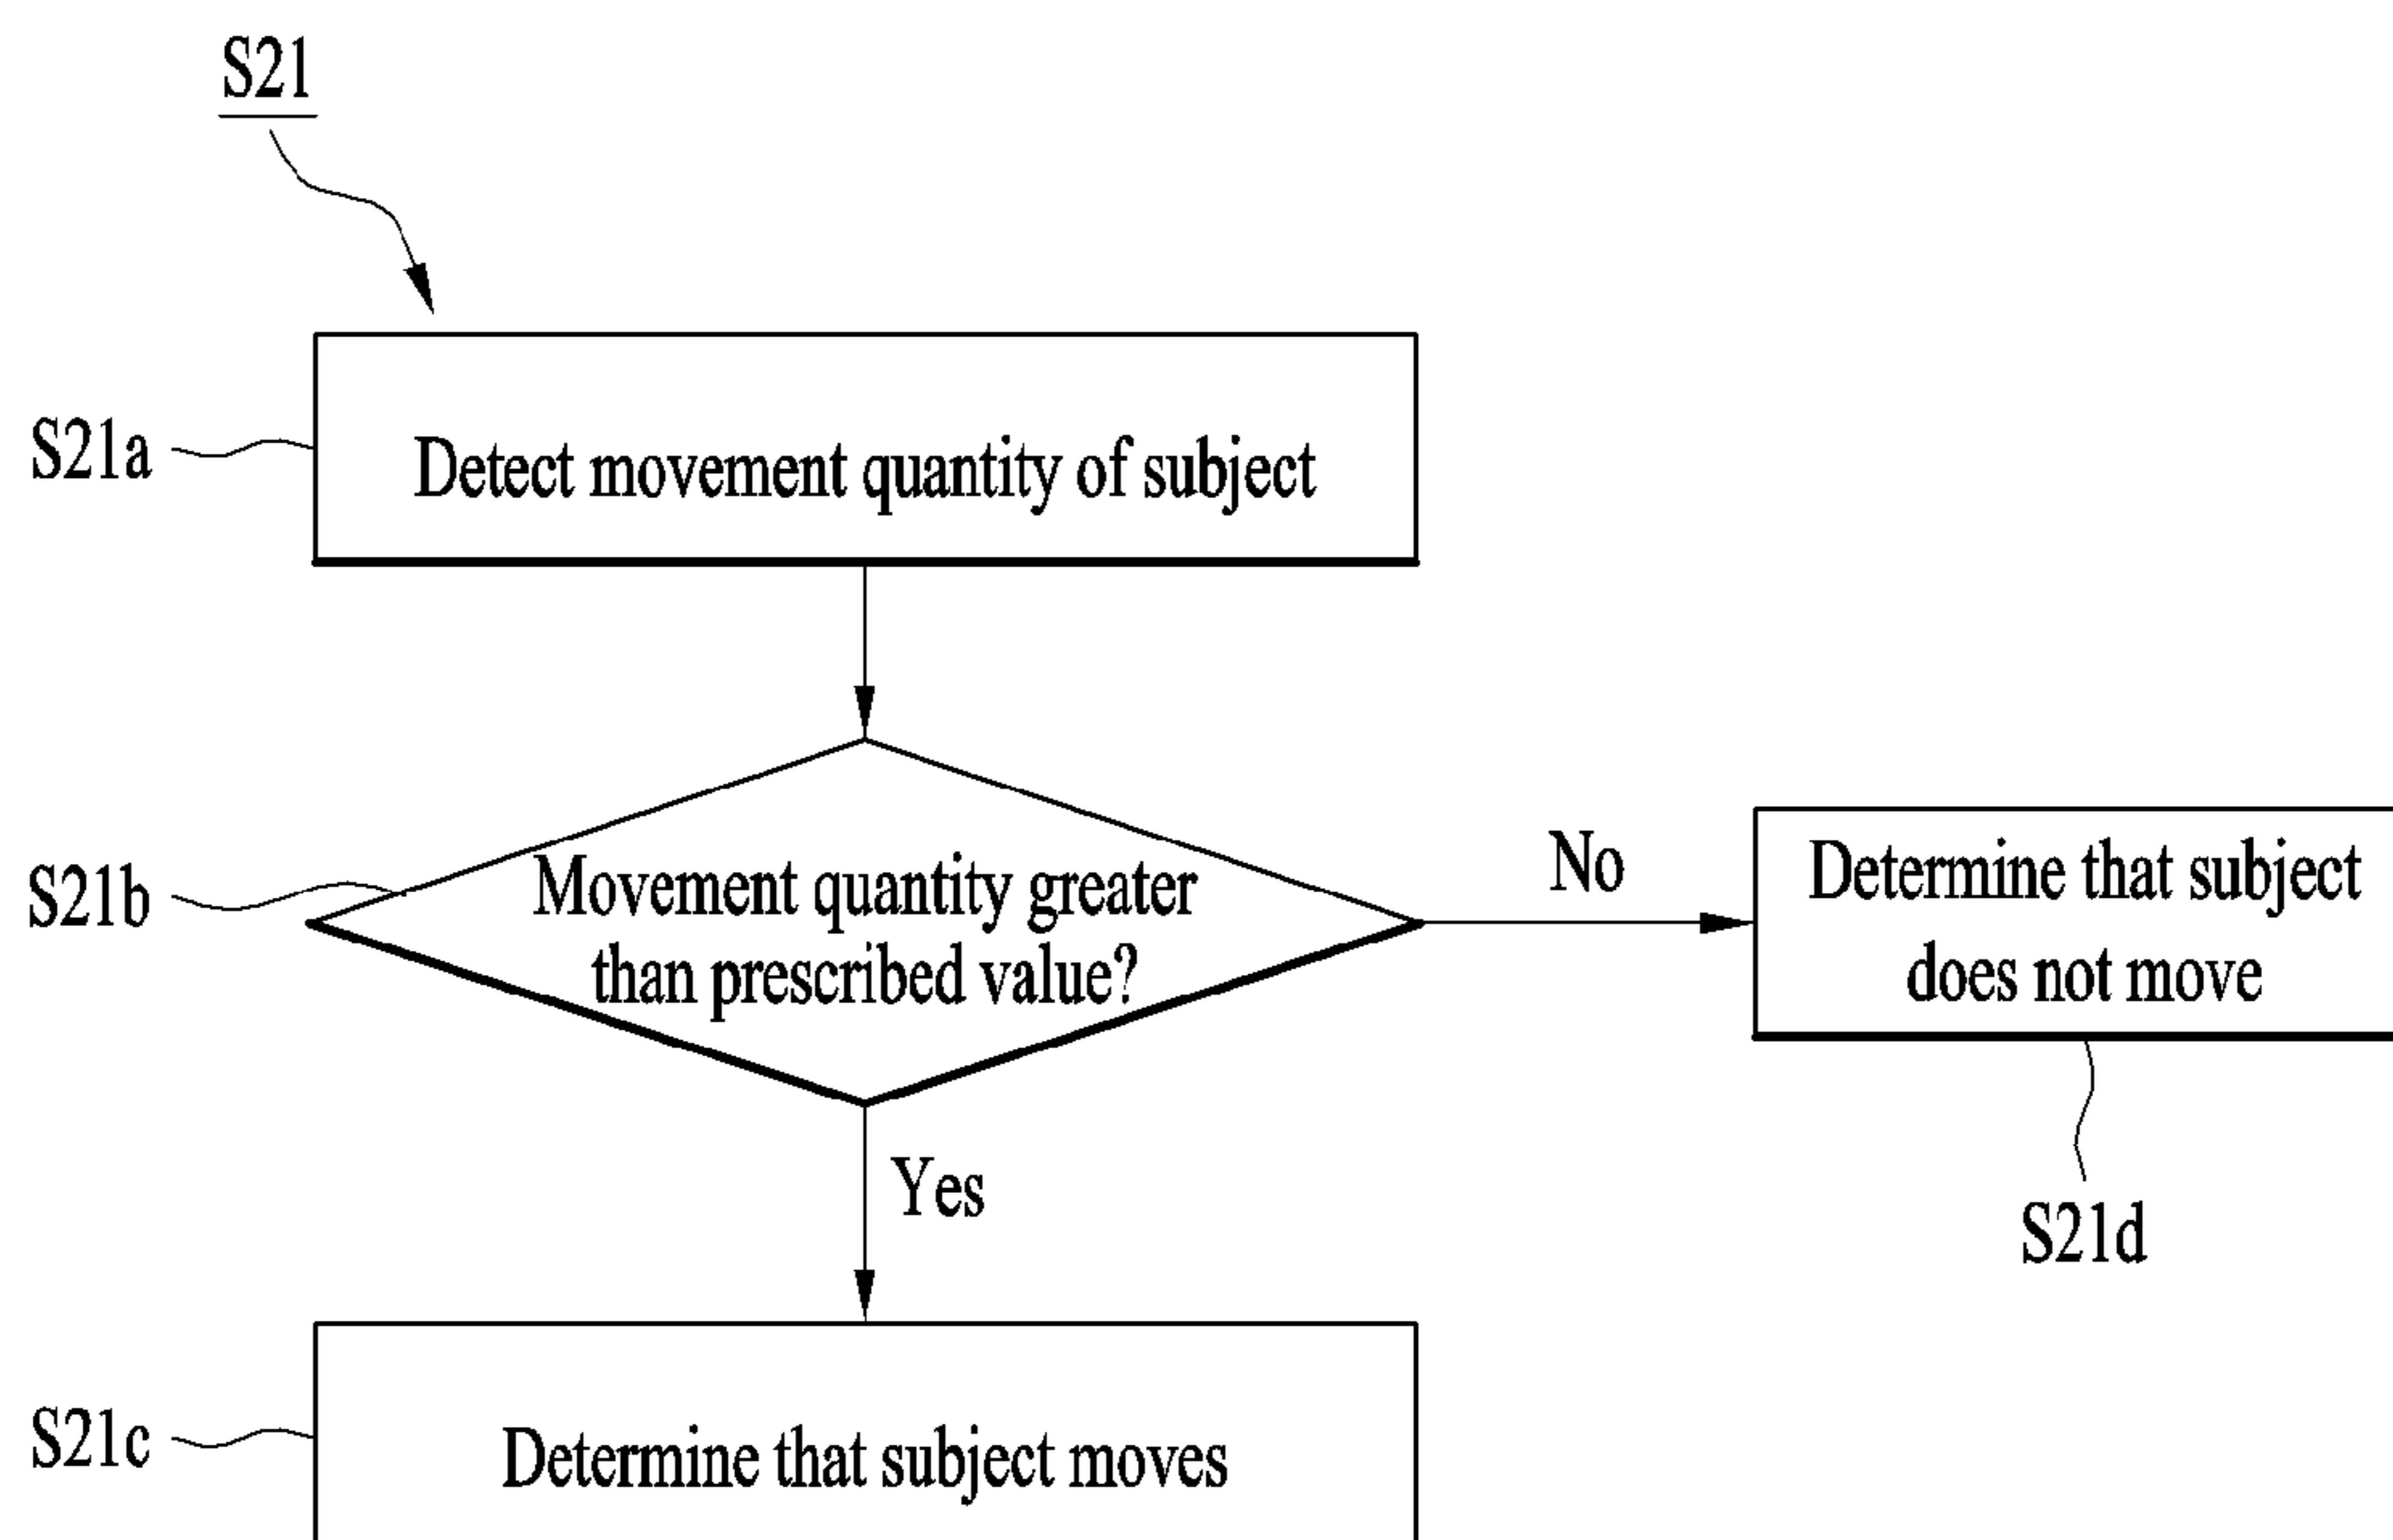 S21
S21a
Detect movement quantity of subject
S21b
Movement quantity greater
than prescribed value?
No
Determine that subject
does not move
Yes
S21d
S21c
Determine that subject moves